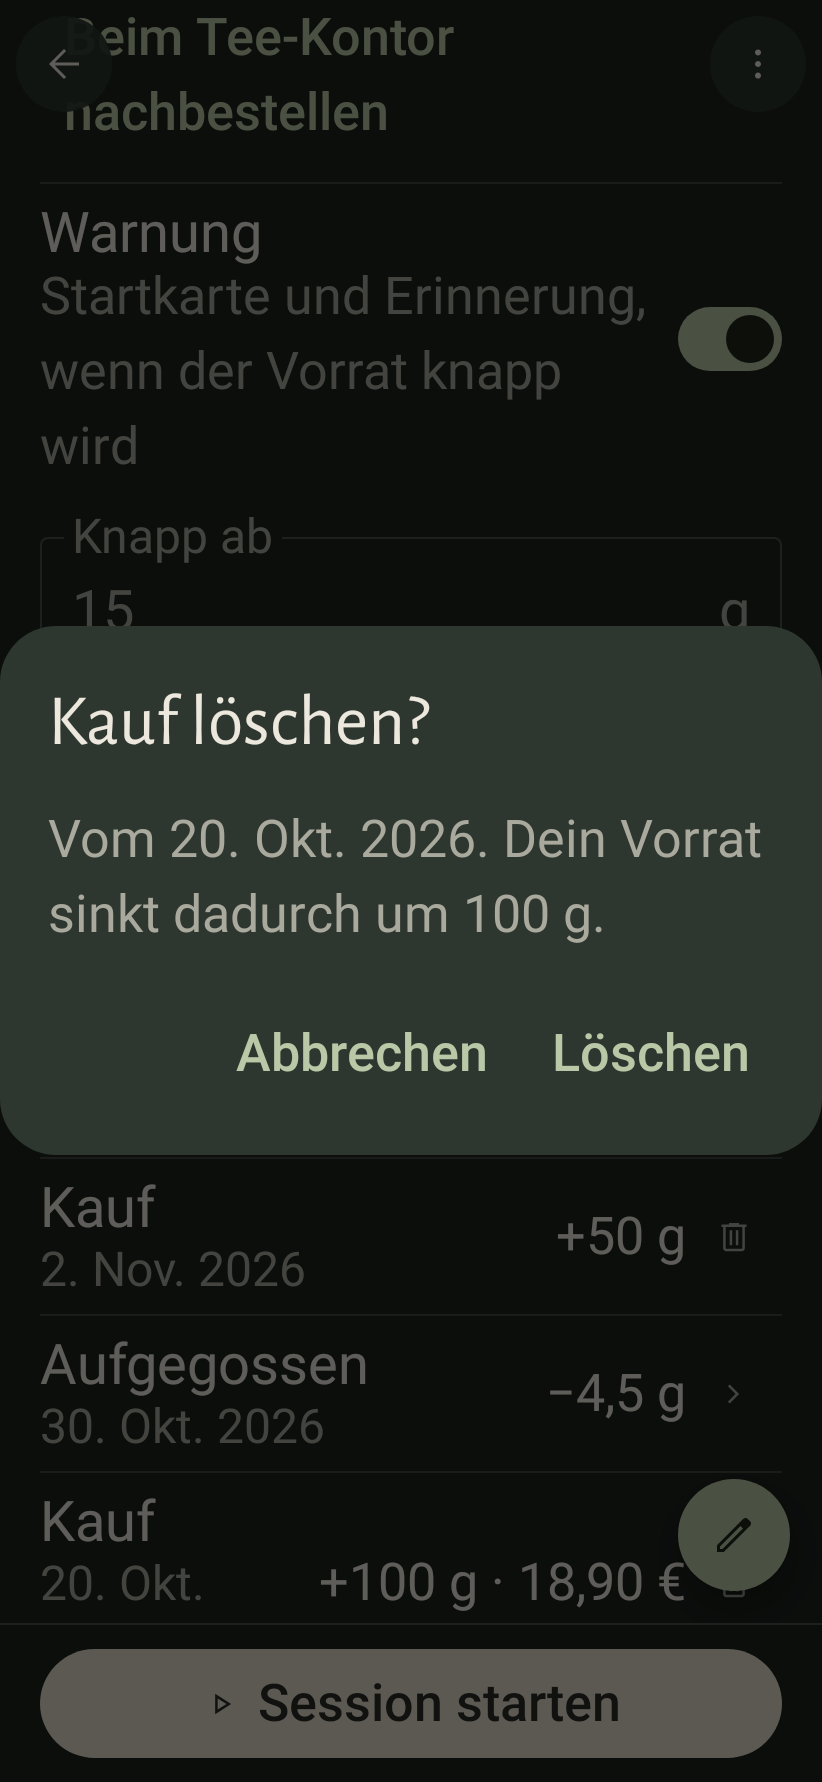 Beim Tee-Kontor
nachbestellen
Warnung
Startkarte und Erinnerung,
wenn der Vorrat knapp
wird
Knapp ab
15 g
Kauf löschen?
Vom 20. Okt. 2026. Dein Vorrat
sinkt dadurch um 100 g.
Abbrechen Löschen
Kauf
+50 g
2. Nov. 2026
Aufgegossen
−4,5 g
30. Okt. 2026
Kauf
20. Okt. +100 g · 18,90 €
Session starten